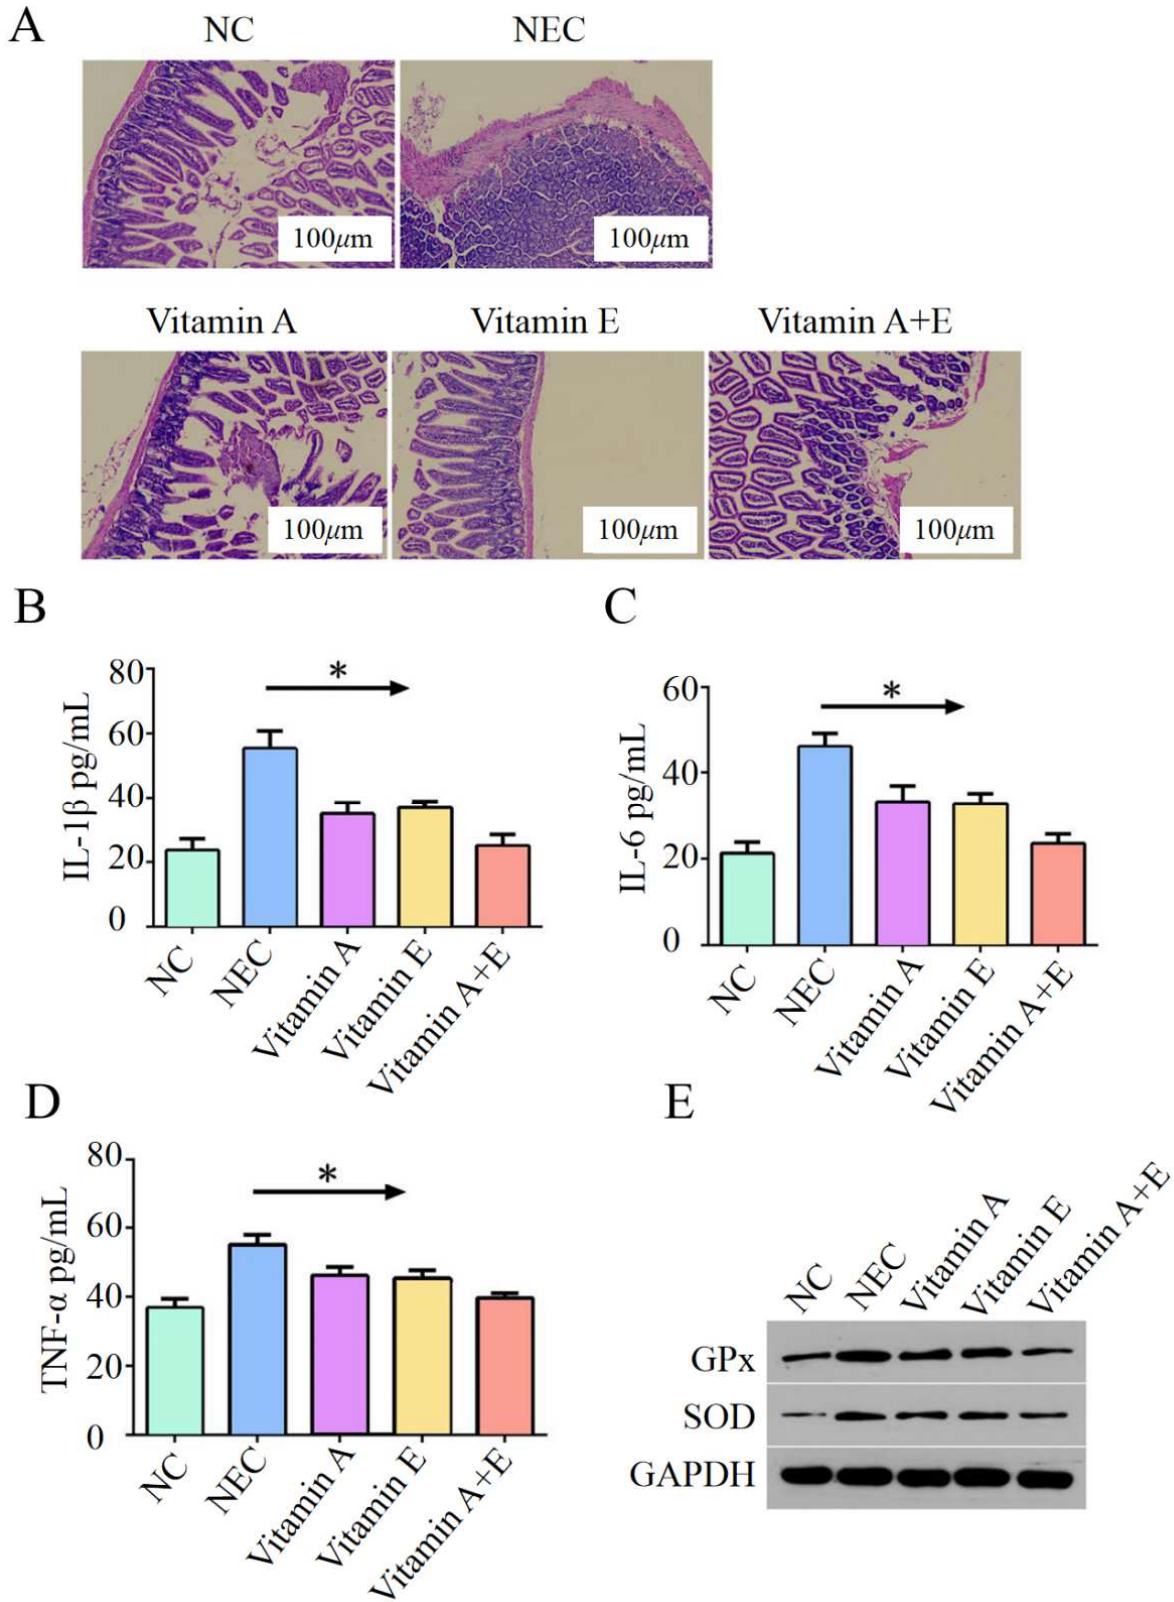 A
NC NEC
100μm 100μm
Vitamin A Vitamin E Vitamin A+E
100μm 100μm 100μm
B
80
60
40
20
0
IL-1β pg/mL
*
NC NEC Vitamin A Vitamin E Vitamin A+E
C
60
40
20
0
IL-6 pg/mL
*
NC NEC Vitamin A Vitamin E Vitamin A+E
D
80
60
40
20
0
TNF-α pg/mL
*
NC NEC Vitamin A Vitamin E Vitamin A+E
E
NC NEC Vitamin A Vitamin E Vitamin A+E
GPx
SOD
GAPDH